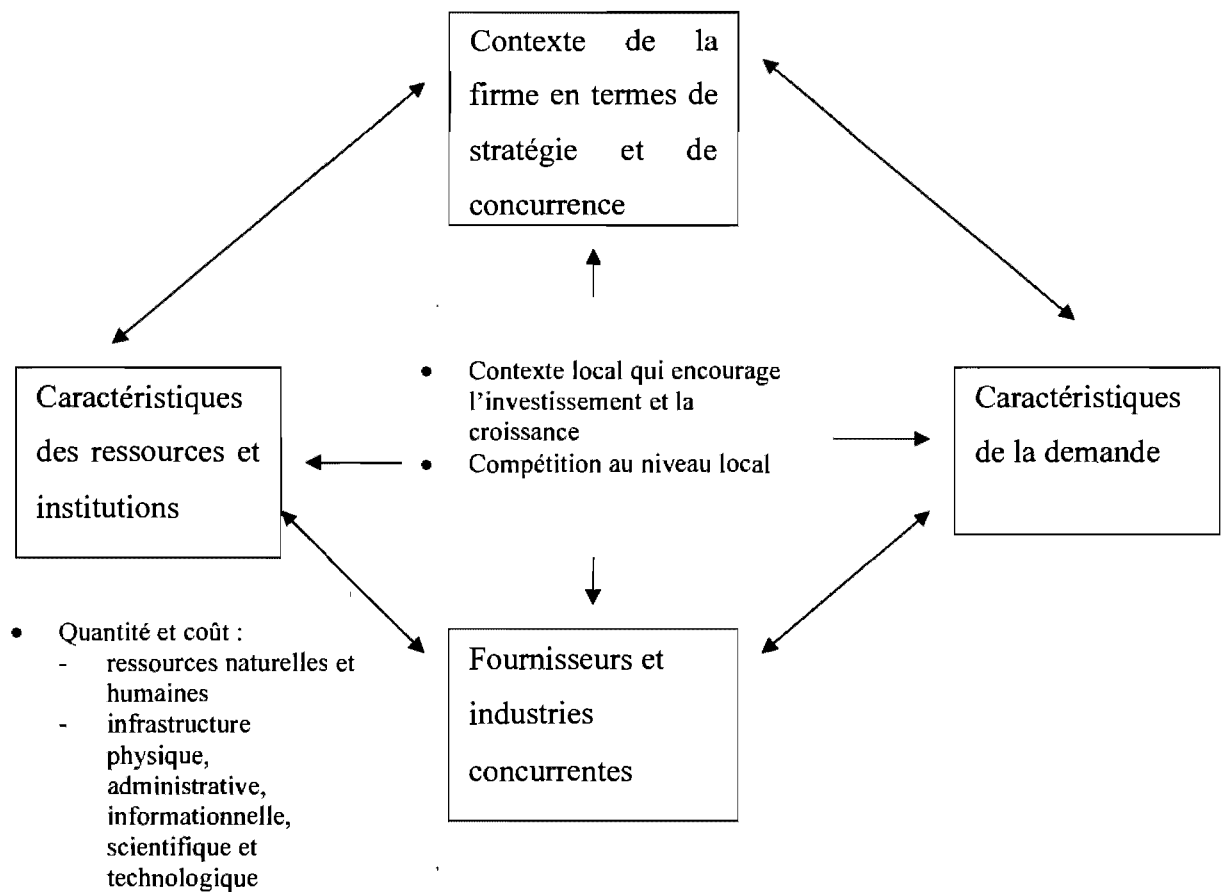 Contexte de la
firme en termes de
stratégie et de
concurrence
Caractéristiques
des ressources et
institutions
• Contexte local qui encourage
l'investissement et la
croissance
• Compétition au niveau local
Caractéristiques
de la demande
• Quantité et coût :
- ressources naturelles et
humaines
- infrastructure
physique,
administrative,
informationnelle,
scientifique et
technologique
Fournisseurs et
industries
concurrentes